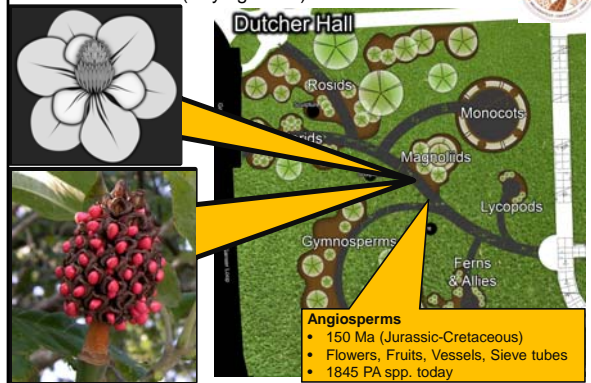 Dutcher Hall
Rosids
Monocots
Magnoliids
Lycopods
Gymnosperms
Ferns
& Allies
Angiosperms
• 150 Ma (Jurassic-Cretaceous)
• Flowers, Fruits, Vessels, Sieve tubes
• 1845 PA spp. today